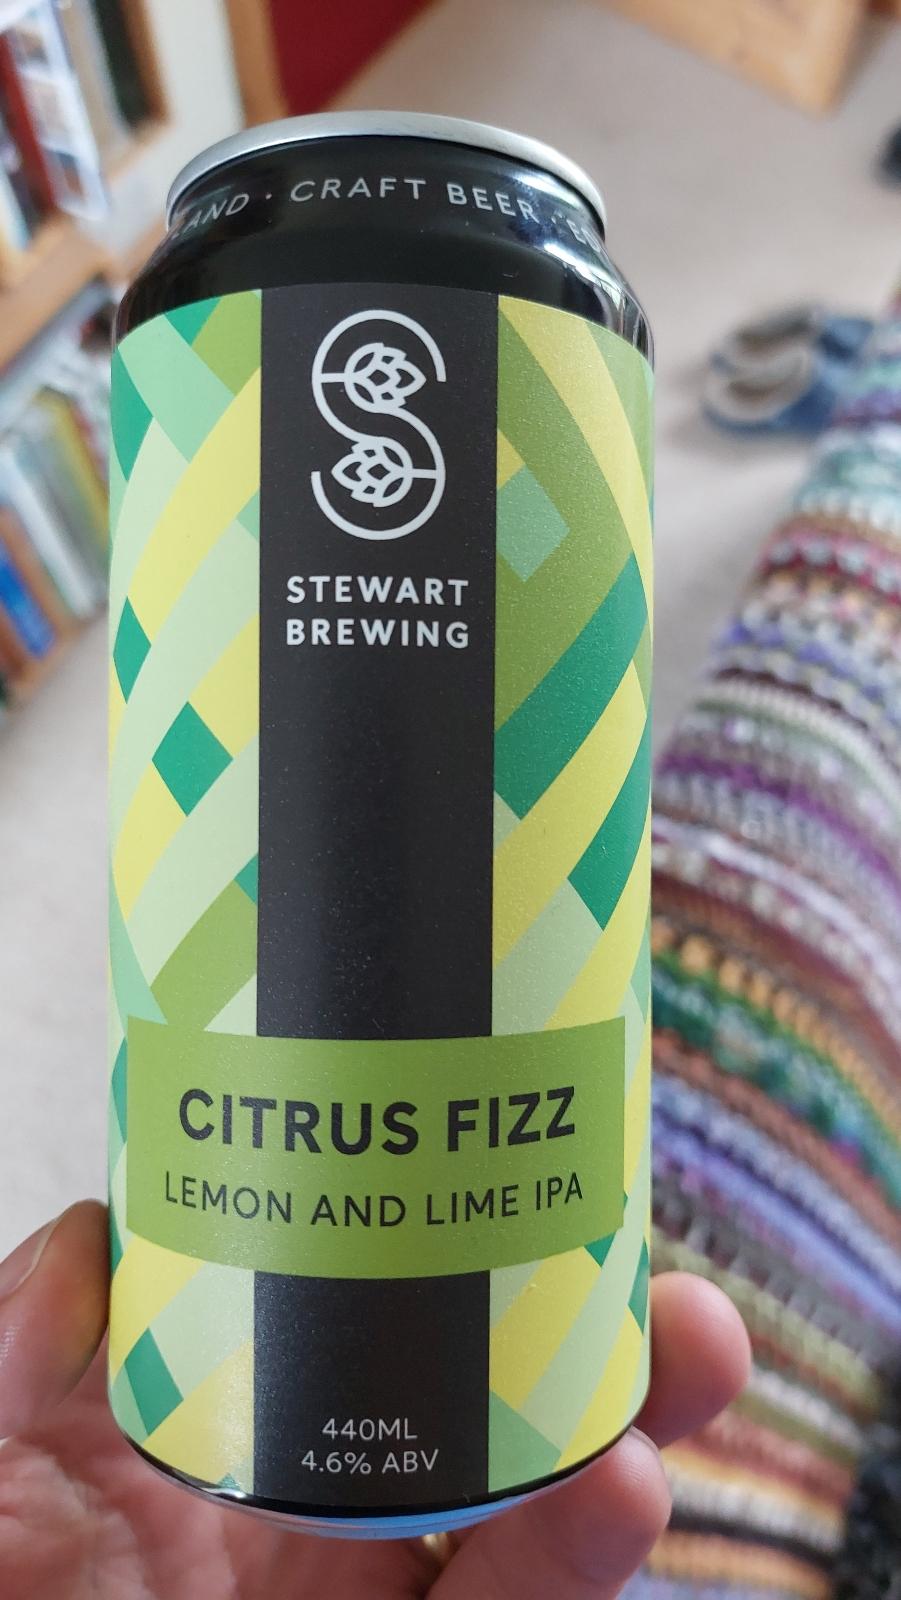 · CRAFT BEER ·
STEWART
BREWING
CITRUS FIZZ
LEMON AND LIME IPA
440ML
4.6% ABV